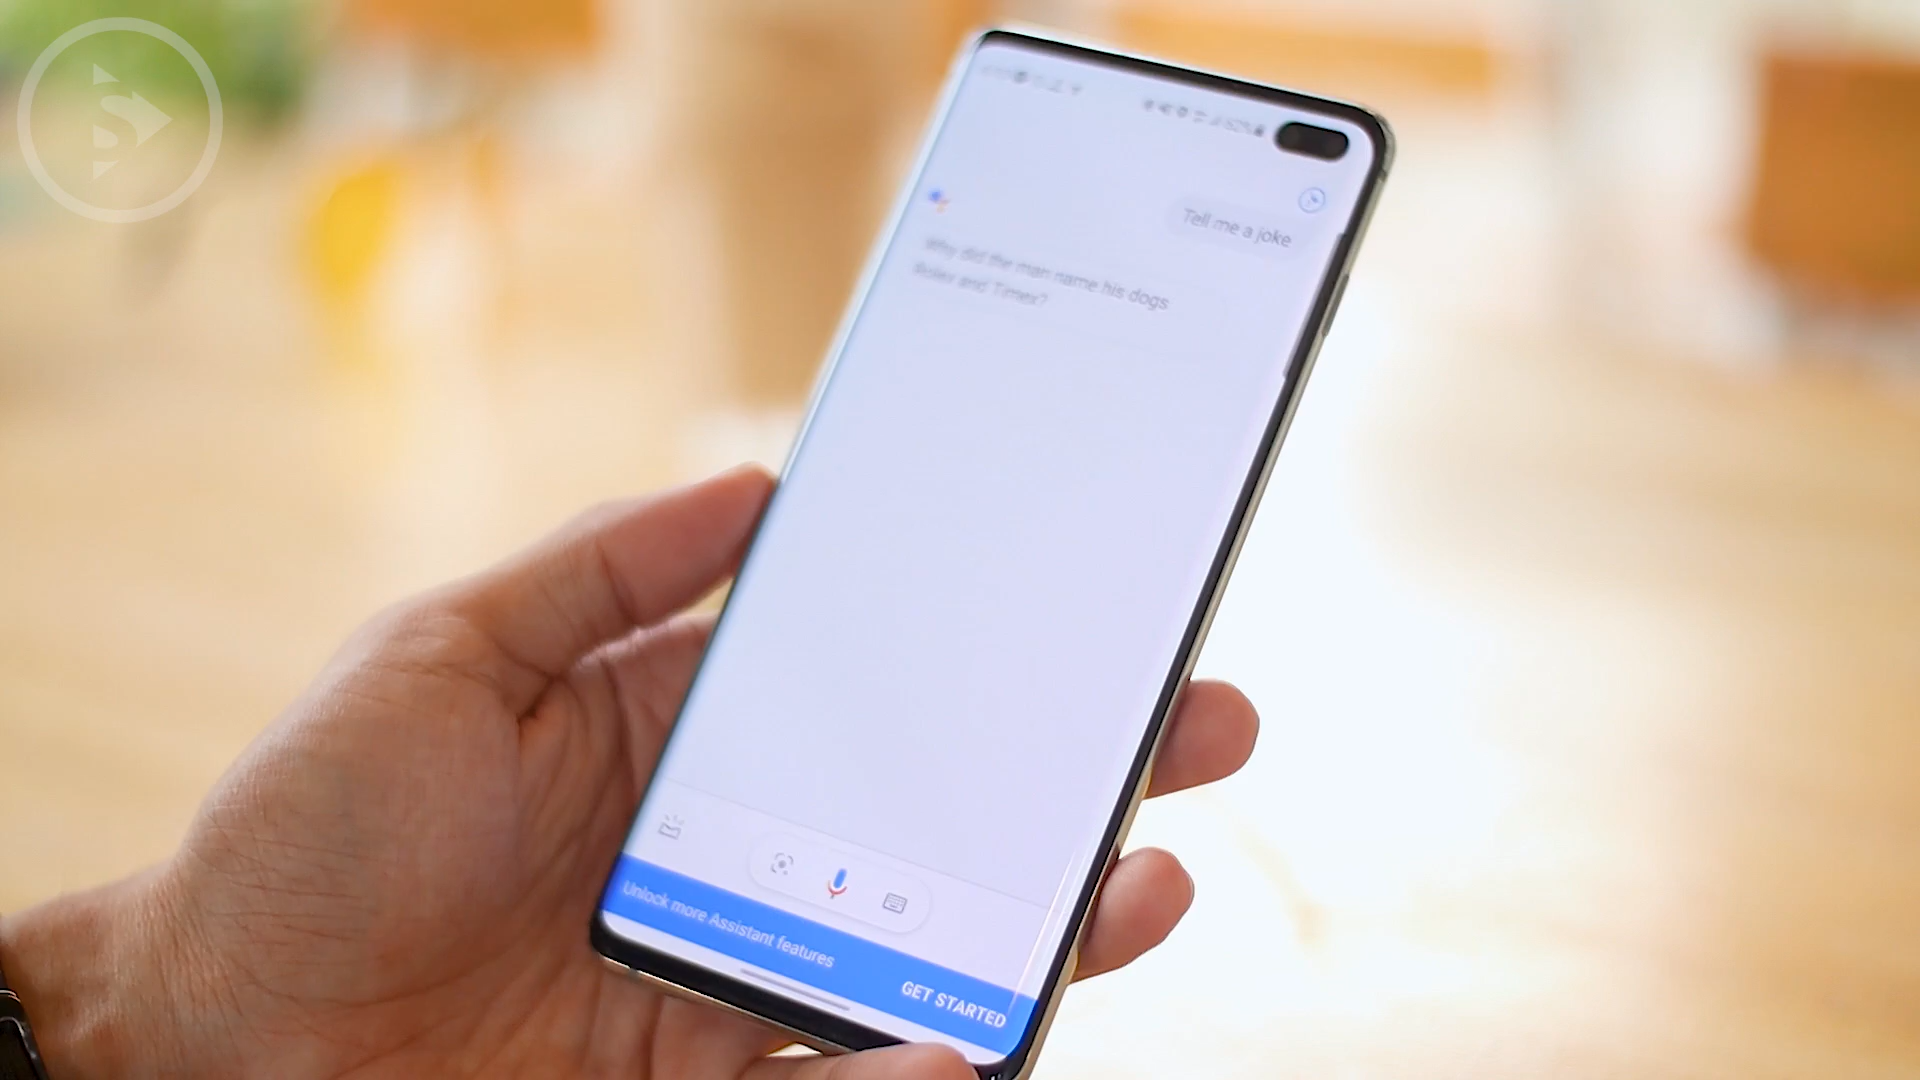 62%
Tell me a joke
Why did the man name his dogs
Rolex and Timex?
Unlock more Assistant features
GET STARTED